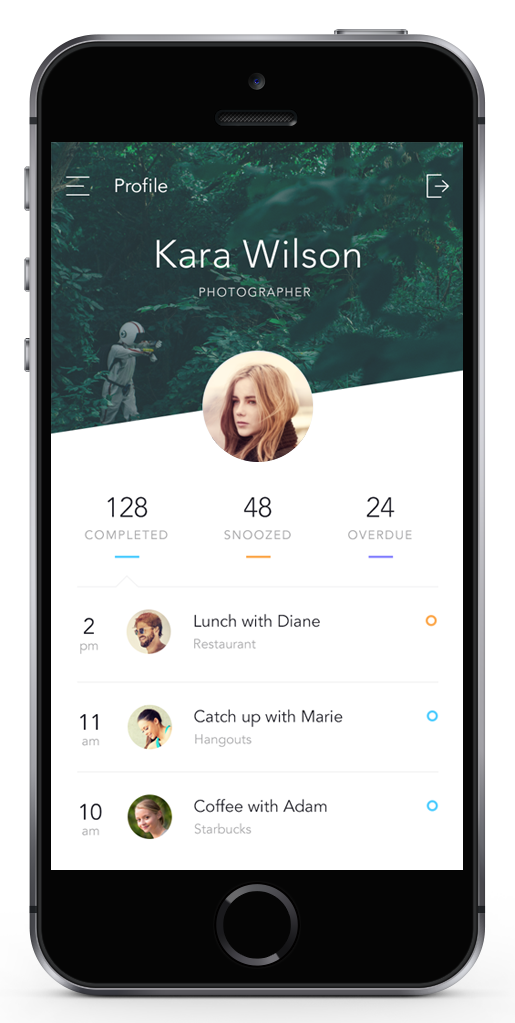 Profile
Kara Wilson
PHOTOGRAPHER
128 48 24
COMPLETED SNOOZED OVERDUE
2 Lunch with Diane
pm Restaurant
11 Catch up with Marie
am Hangouts
10 Coffee with Adam
am Starbucks